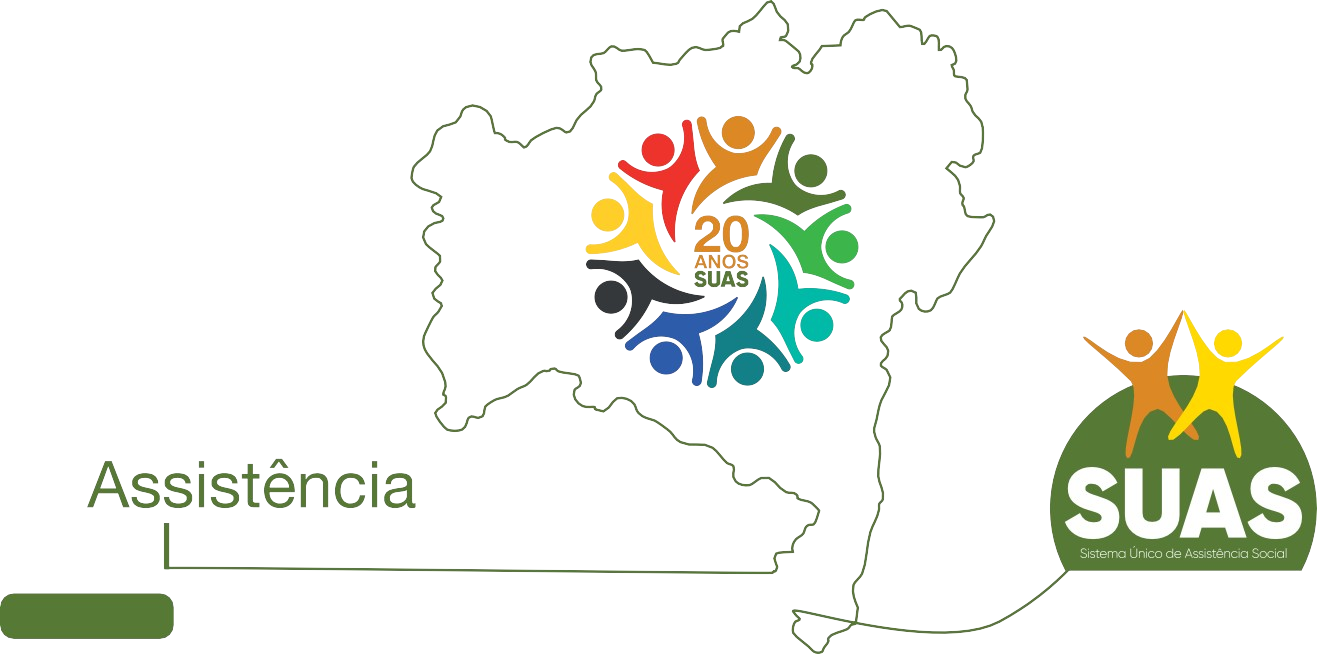 20
ANOS
SUAS
Assistência
SUAS
Sistema Único de Assistência Social